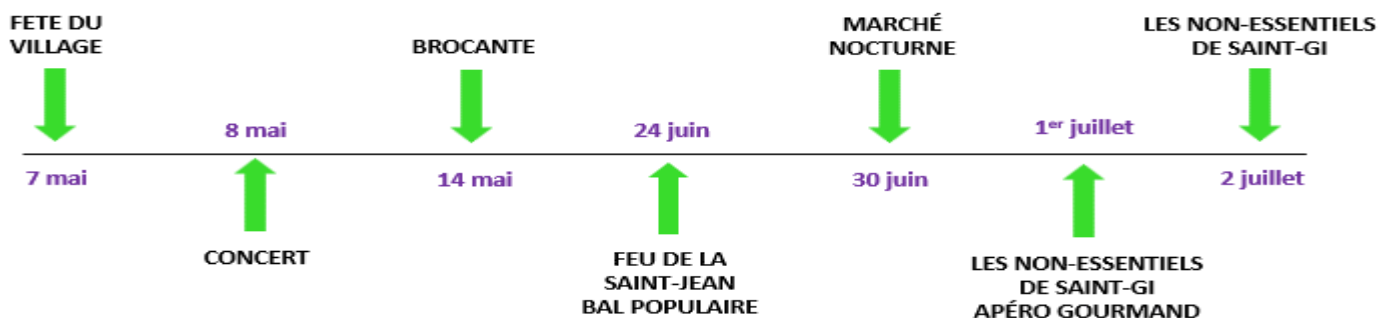 FETE DU
VILLAGE
7 mai
8 mai
CONCERT
BROCANTE
14 mai
24 juin
FEU DE LA
SAINT-JEAN
BAL POPULAIRE
MARCHÉ
NOCTURNE
30 juin
1er juillet
LES NON-ESSENTIELS
DE SAINT-GI
APÉRO GOURMAND
LES NON-ESSENTIELS
DE SAINT-GI
2 juillet